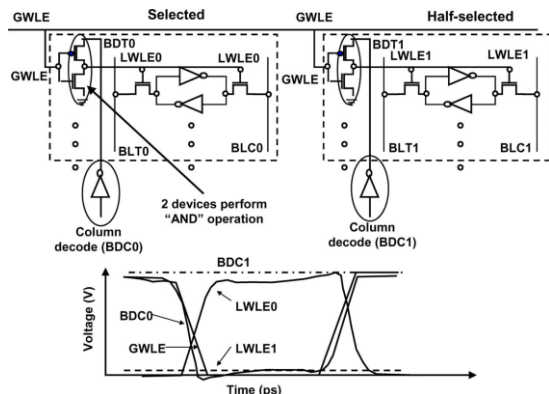 Selected
Half-selected
GWLE
BDT0
LWLE0
LWLE0
BDT1
LWLE1
LWLE1
GWLE
GWLE
BLT0
BLC0
BLT1
BLC1
2 devices perform
"AND" operation
Column
decode (BDC0)
Column
decode (BDC1)
BDC1
BDC0
LWLE0
GWLE
LWLE1
Voltage (V)
Time (ps)